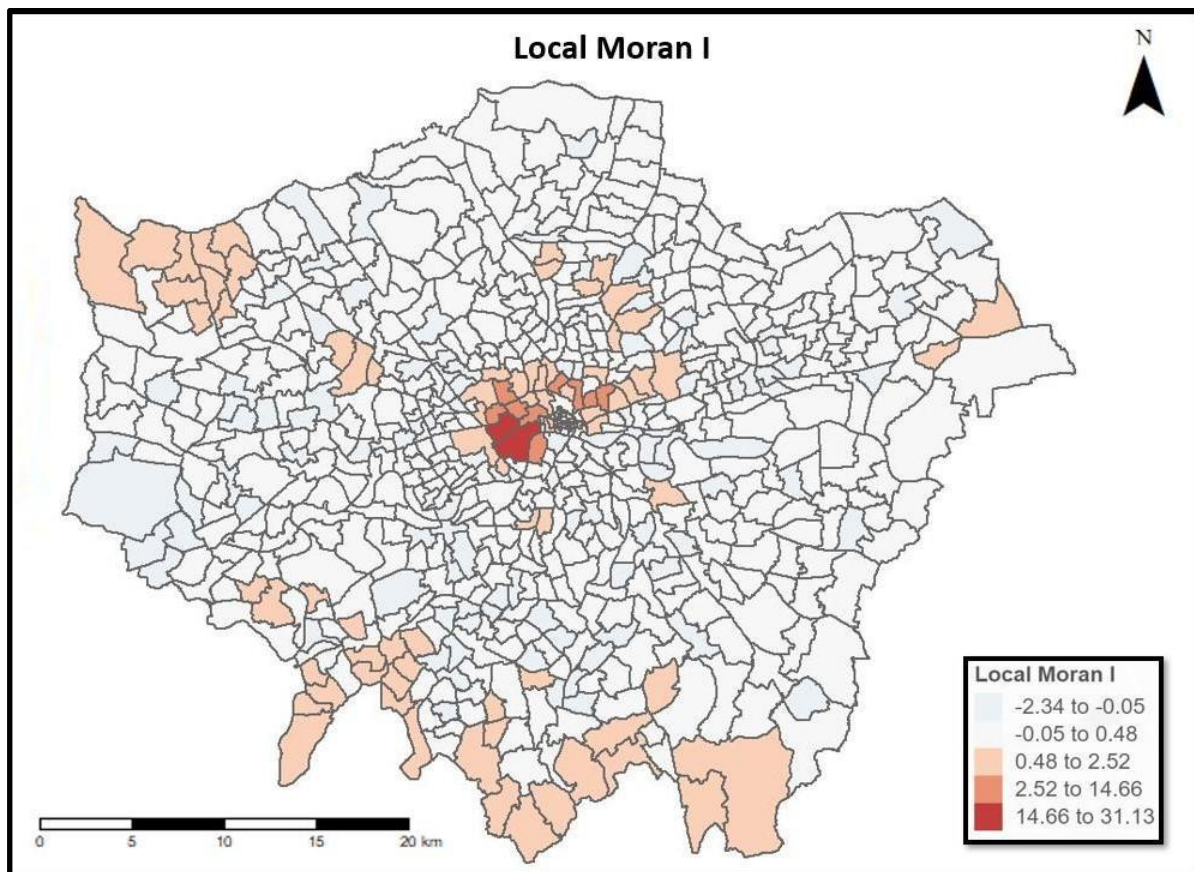 Local Moran I
N
Local Moran I
-2.34 to -0.05
-0.05 to 0.48
0.48 to 2.52
2.52 to 14.66
14.66 to 31.13
0 5 10 15 20 km